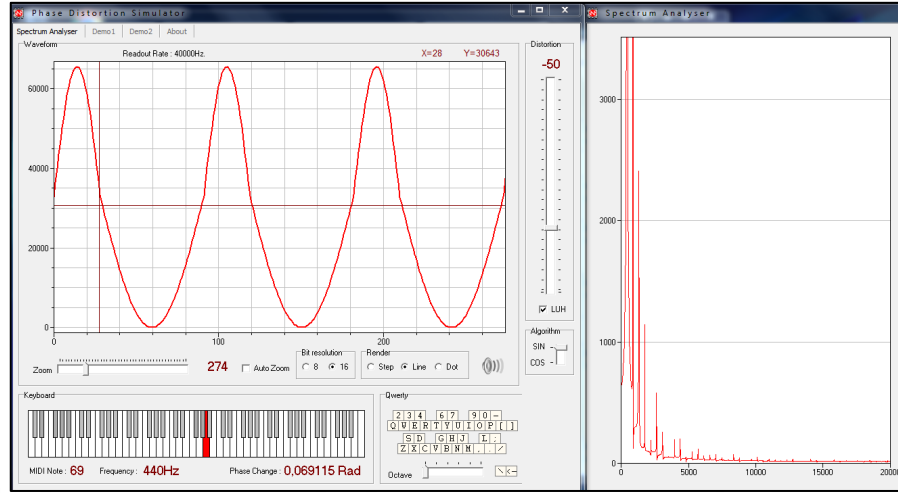 Phase Distortion Simulator
Spectrum Analyser Demo1 Demo2 About
Waveform
Readout Rate : 40000Hz.
X=28 Y=30643
60000
40000
20000
0
0 100 200
Zoom
274
Auto Zoom
Bit resolution
8 16
Render
Step Line Dot
Distortion
-50
LUH
Algorithm
SIN
COS
Keyboard
MIDI Note : 69 Frequency : 440Hz Phase Change : 0,069115 Rad
Qwerty
2 3 4 6 7 9 0 -
Q W E R T Y U I O P [ ]
S D G H J L ;
Z X C V B N M , . /
Octave
\ <-
Spectrum Analyser
3000
2000
1000
0
0 5000 10000 15000 20000